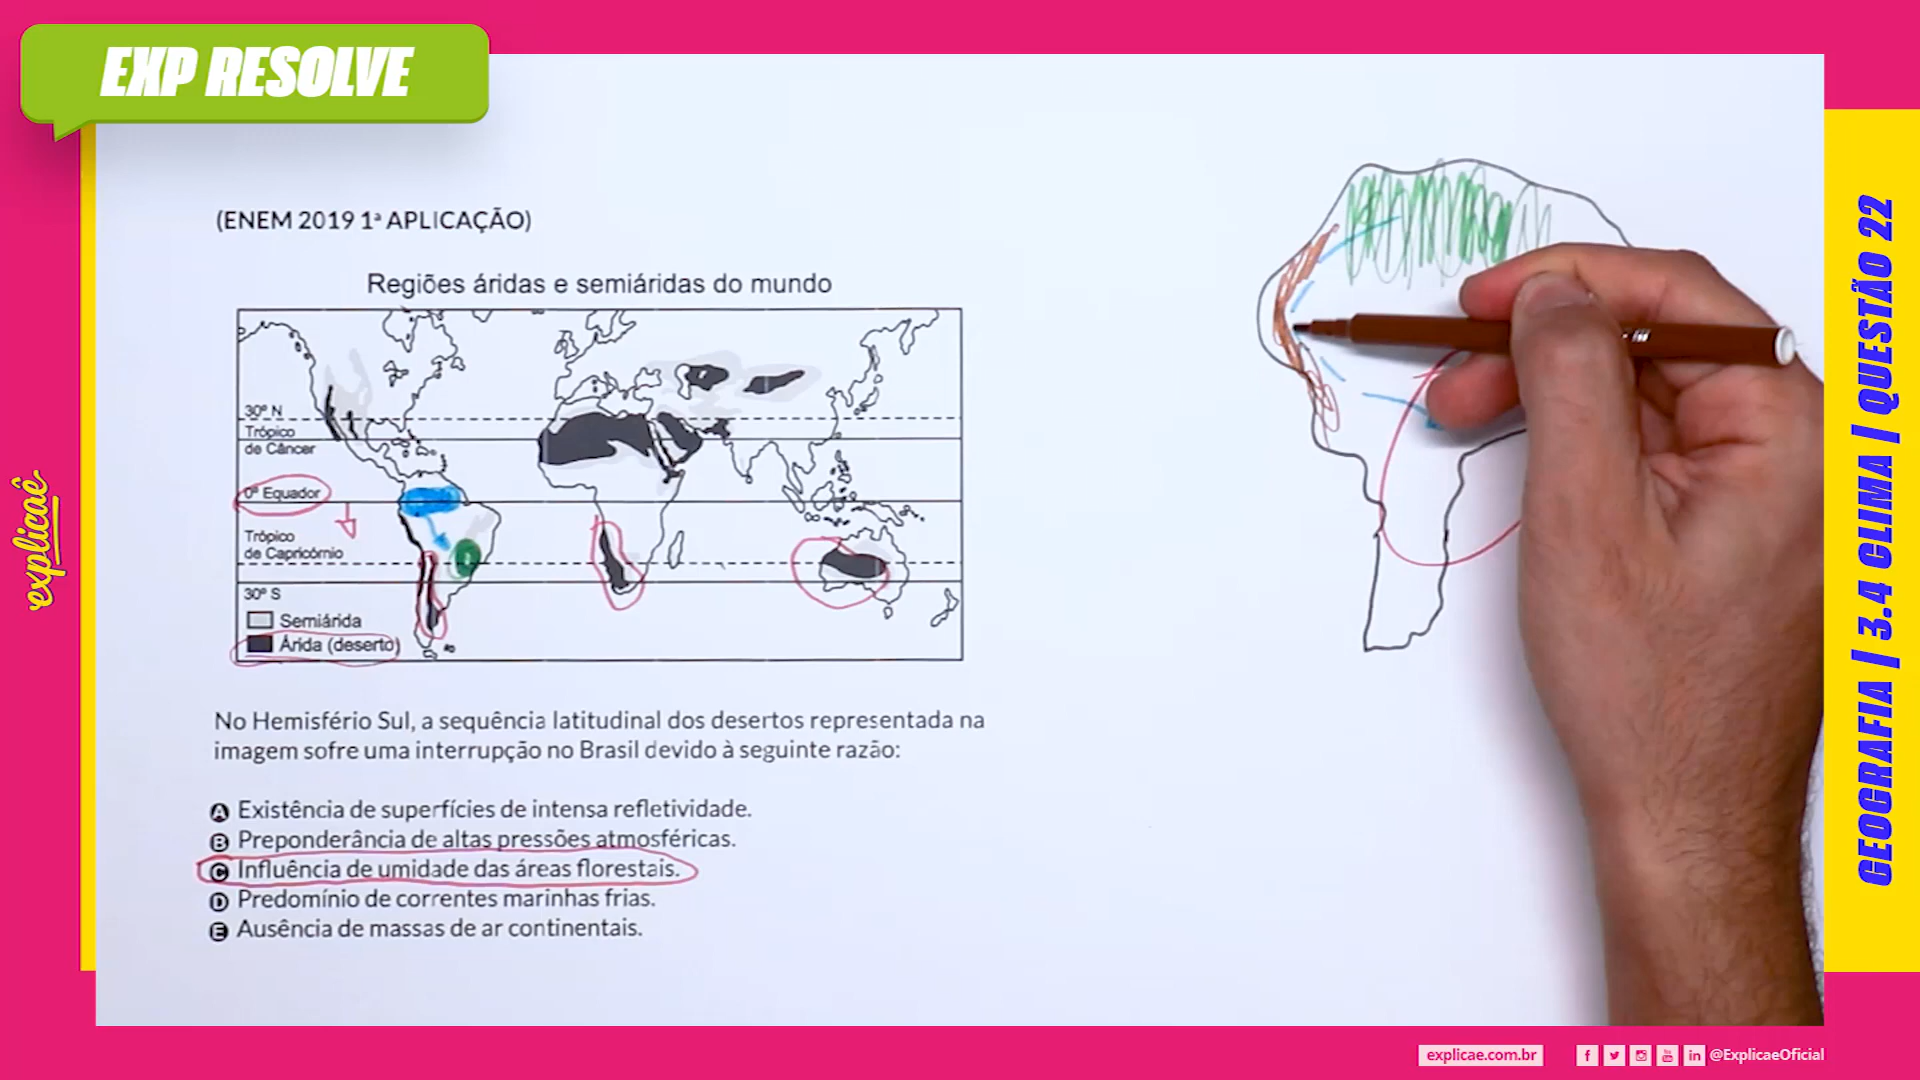 EXP RESOLVE
(ENEM 2019 1ª APLICAÇÃO)
Regiões áridas e semiáridas do mundo
30º N
Trópico
de Câncer
0º Equador
Trópico
de Capricórnio
30º S
Semiárida
Árida (deserto)
No Hemisfério Sul, a sequência latitudinal dos desertos representada na
imagem sofre uma interrupção no Brasil devido à seguinte razão:
A Existência de superfícies de intensa refletividade.
B Preponderância de altas pressões atmosféricas.
C Influência de umidade das áreas florestais.
D Predomínio de correntes marinhas frias.
E Ausência de massas de ar continentais.
explicaê
GEOGRAFIA | 3.4 CLIMA | QUESTÃO 22
explicae.com.br
@ExplicaeOficial